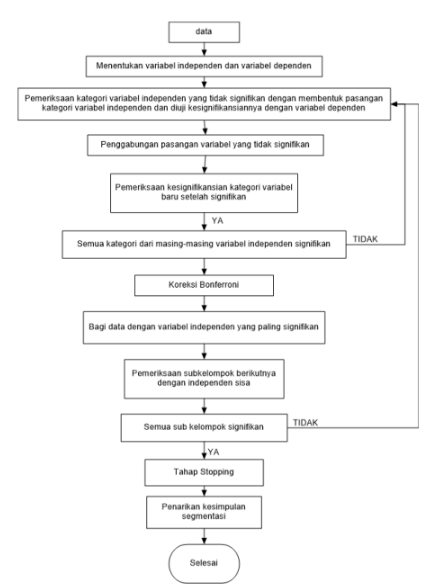 data
Menentukan variabel independen dan variabel dependen
Pemeriksaan kategori variabel independen yang tidak signifikan dengan membentuk pasangan
kategori variabel independen dan diuji kesignifikansiannya dengan variabel dependen
Penggabungan pasangan variabel yang tidak signifikan
Pemeriksaan kesignifikansian kategori variabel
baru setelah signifikan
YA
Semua kategori dari masing-masing variabel independen signifikan
TIDAK
Koreksi Bonferroni
Bagi data dengan variabel independen yang paling signifikan
Pemeriksaan subkelompok berikutnya
dengan independen sisa
Semua sub kelompok signifikan
TIDAK
YA
Tahap Stopping
Penarikan kesimpulan
segmentasi
Selesai